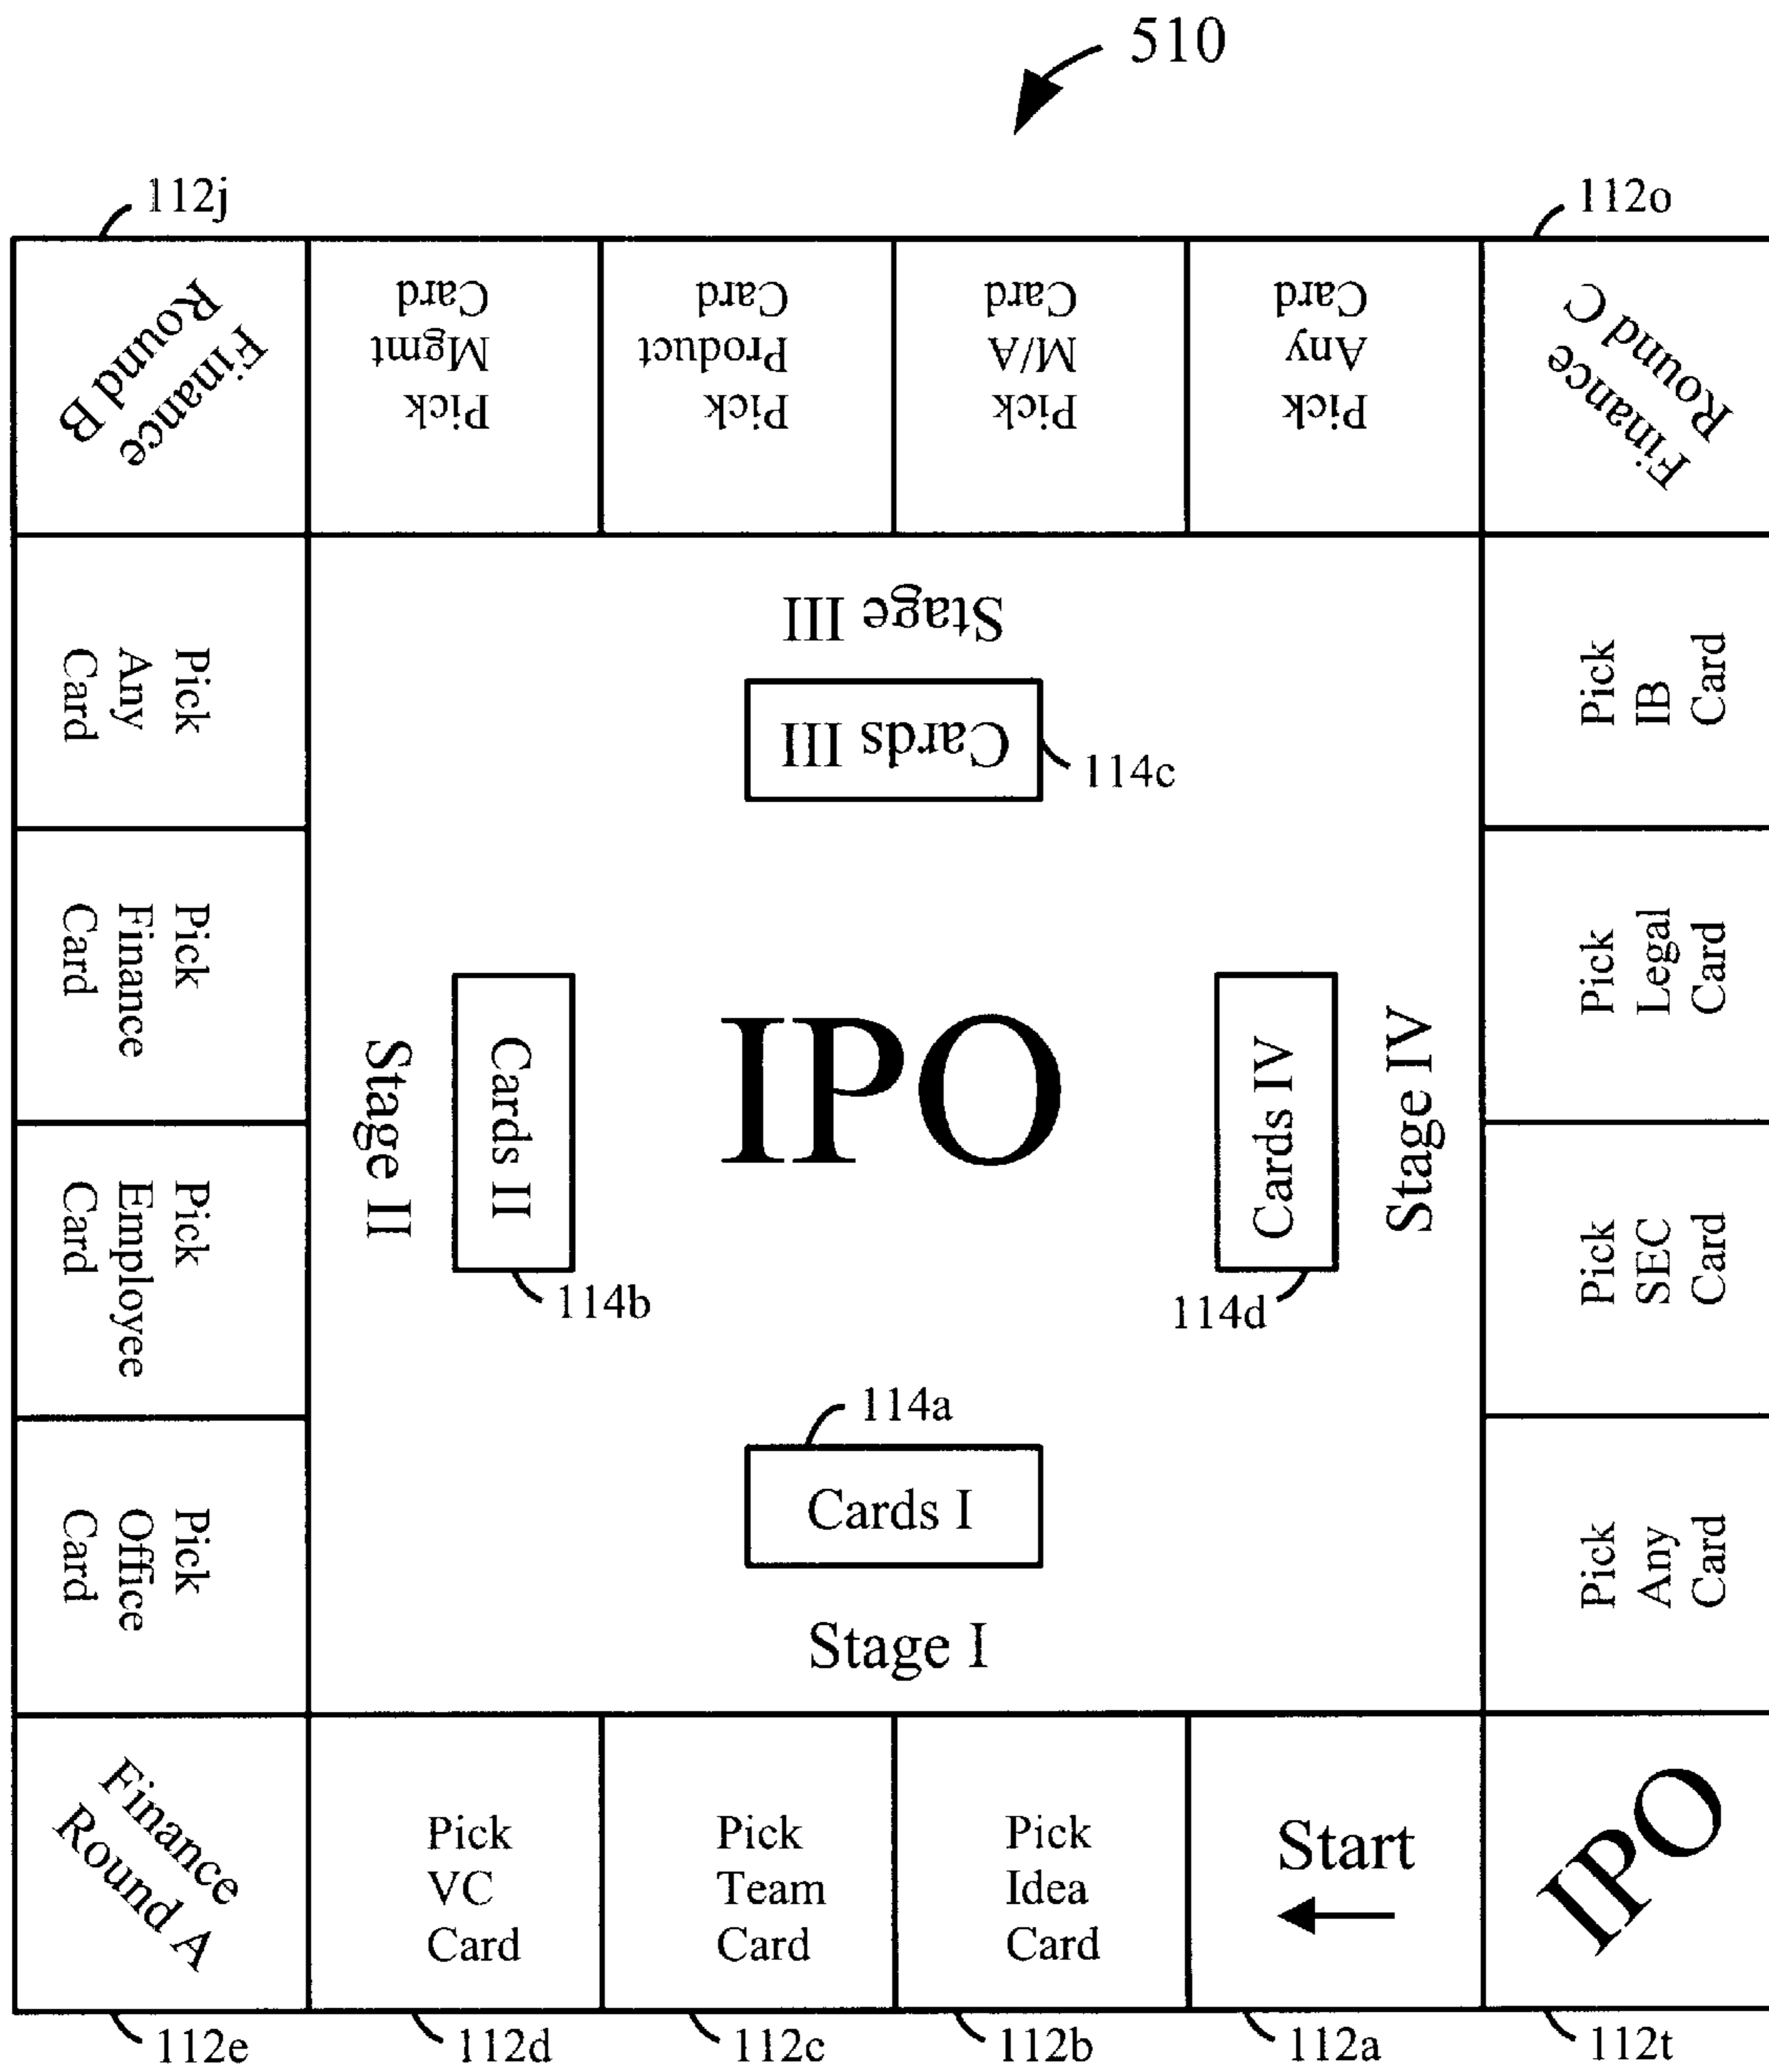 510
112j
112o
Finance
Round B
Pick
Mgmt
Card
Pick
Product
Card
Pick
M/A
Card
Pick
Any
Card
Finance
Round C
Pick
Any
Card
Pick
Finance
Card
Pick
Employee
Card
Pick
Office
Card
Stage III
Cards III
114c
Stage II
Cards II
114b
IPO
Cards IV
Stage IV
114d
114a
Cards I
Stage I
Pick
IB
Card
Pick
Legal
Card
Pick
SEC
Card
Pick
Any
Card
Finance
Round A
Pick
VC
Card
Pick
Team
Card
Pick
Idea
Card
Start
IPO
112e
112d
112c
112b
112a
112t